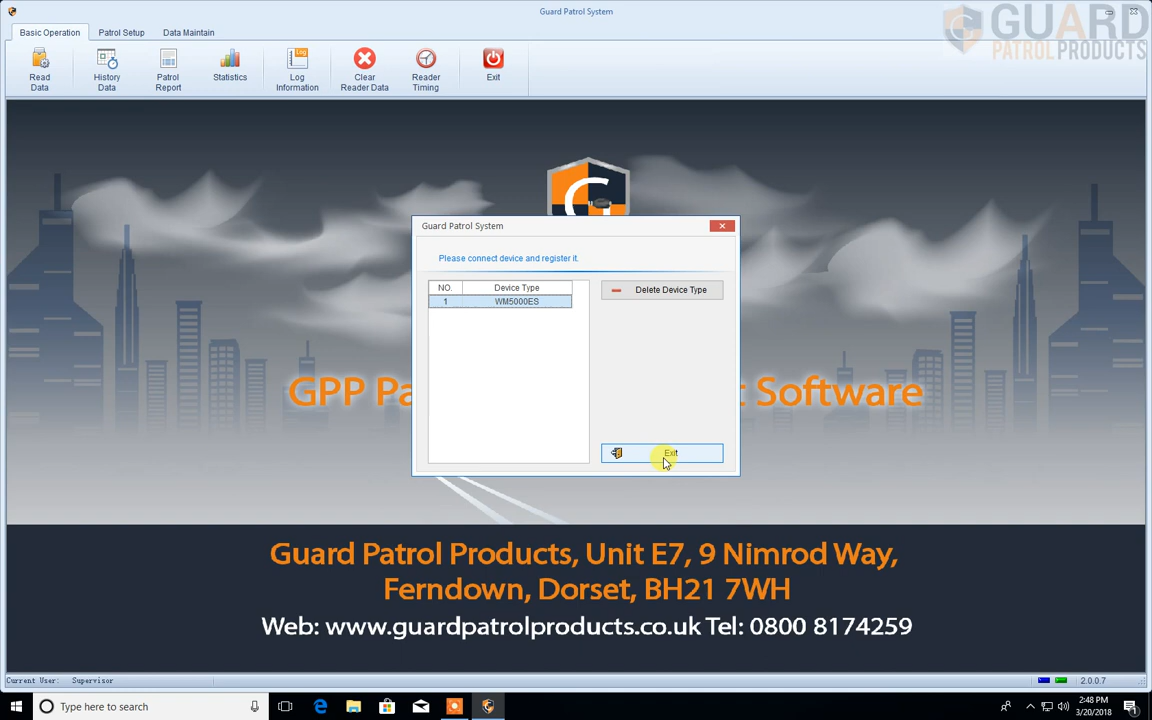 Guard Patrol System
GUARD
PATROL PRODUCTS
Basic Operation Patrol Setup Data Maintain
Read Data
History Data
Patrol Report
Statistics
Log
Log Information
Clear Reader Data
Reader Timing
Exit
G
Guard Patrol System
Please connect device and register it.
NO. Device Type
1 WM5000ES
Delete Device Type
Exit
GPP Pa
t Software
Guard Patrol Products, Unit E7, 9 Nimrod Way,
Ferndown, Dorset, BH21 7WH
Web: www.guardpatrolproducts.co.uk Tel: 0800 8174259
Current User: Supervisor
2.0.0.7
Type here to search
2:48 PM
3/20/2018
1